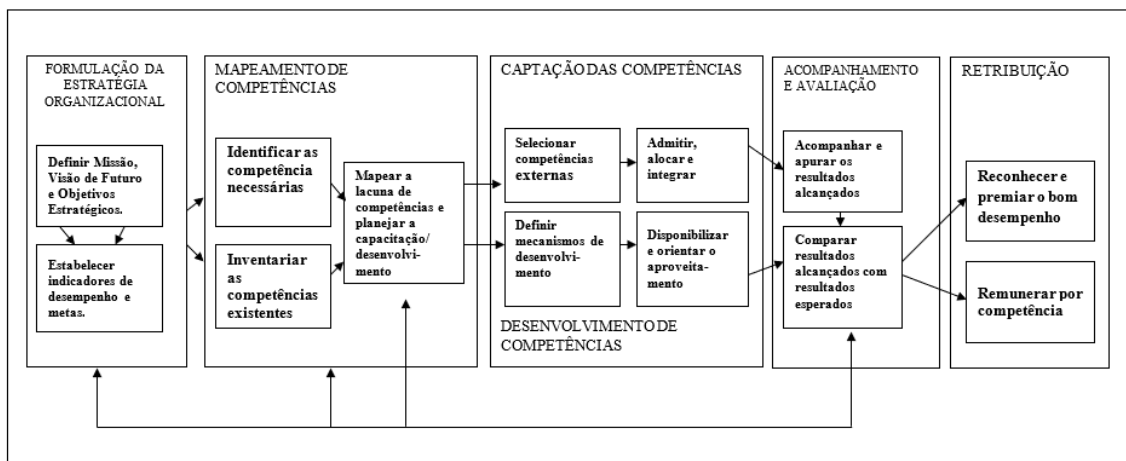 FORMULAÇÃO DA
ESTRATÉGIA
ORGANIZACIONAL
Definir Missão,
Visão de Futuro
e Objetivos
Estratégicos.
Estabelecer
indicadores de
desempenho e
metas.
MAPEAMENTO DE
COMPETÊNCIAS
Identificar as
competência
necessárias
Inventariar
as
competências
existentes
Mapear a
lacuna de
competências e
planejar a
capacitação/
desenvolvi-
mento
CAPTAÇÃO DAS COMPETÊNCIAS
Selecionar
competências
externas
Admitir,
alocar e
integrar
Definir
mecanismos de
desenvolvi-
mento
Disponibilizar
e orientar o
aproveita-
mento
DESENVOLVIMENTO DE
COMPETÊNCIAS
ACOMPANHAMENTO
E AVALIAÇÃO
Acompanhar e
apurar os
resultados
alcançados
Comparar
resultados
alcançados com
resultados
esperados
RETRIBUIÇÃO
Reconhecer e
premiar o bom
desempenho
Remunerar por
competência